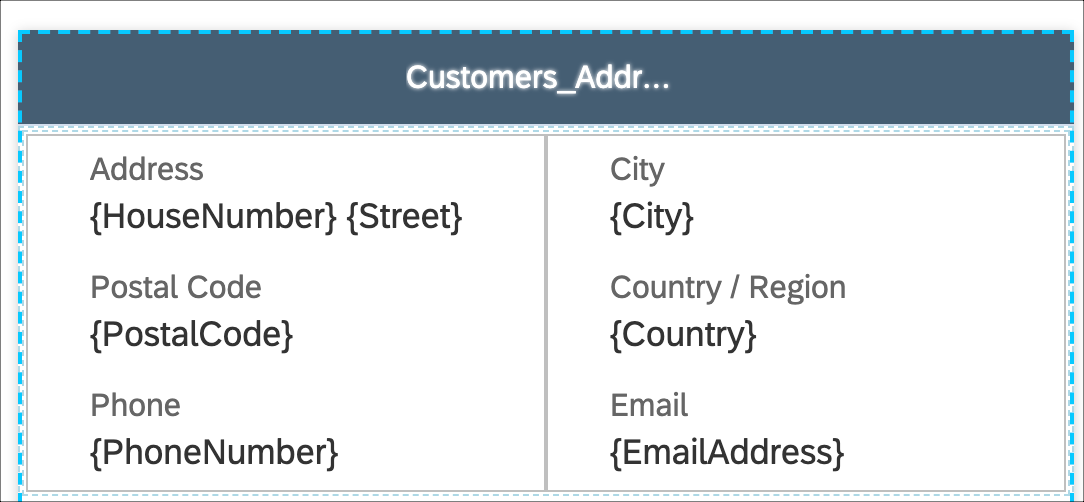 Customers_Addr...
Address
{HouseNumber} {Street}
City
{City}
Postal Code
{PostalCode}
Country / Region
{Country}
Phone
{PhoneNumber}
Email
{EmailAddress}